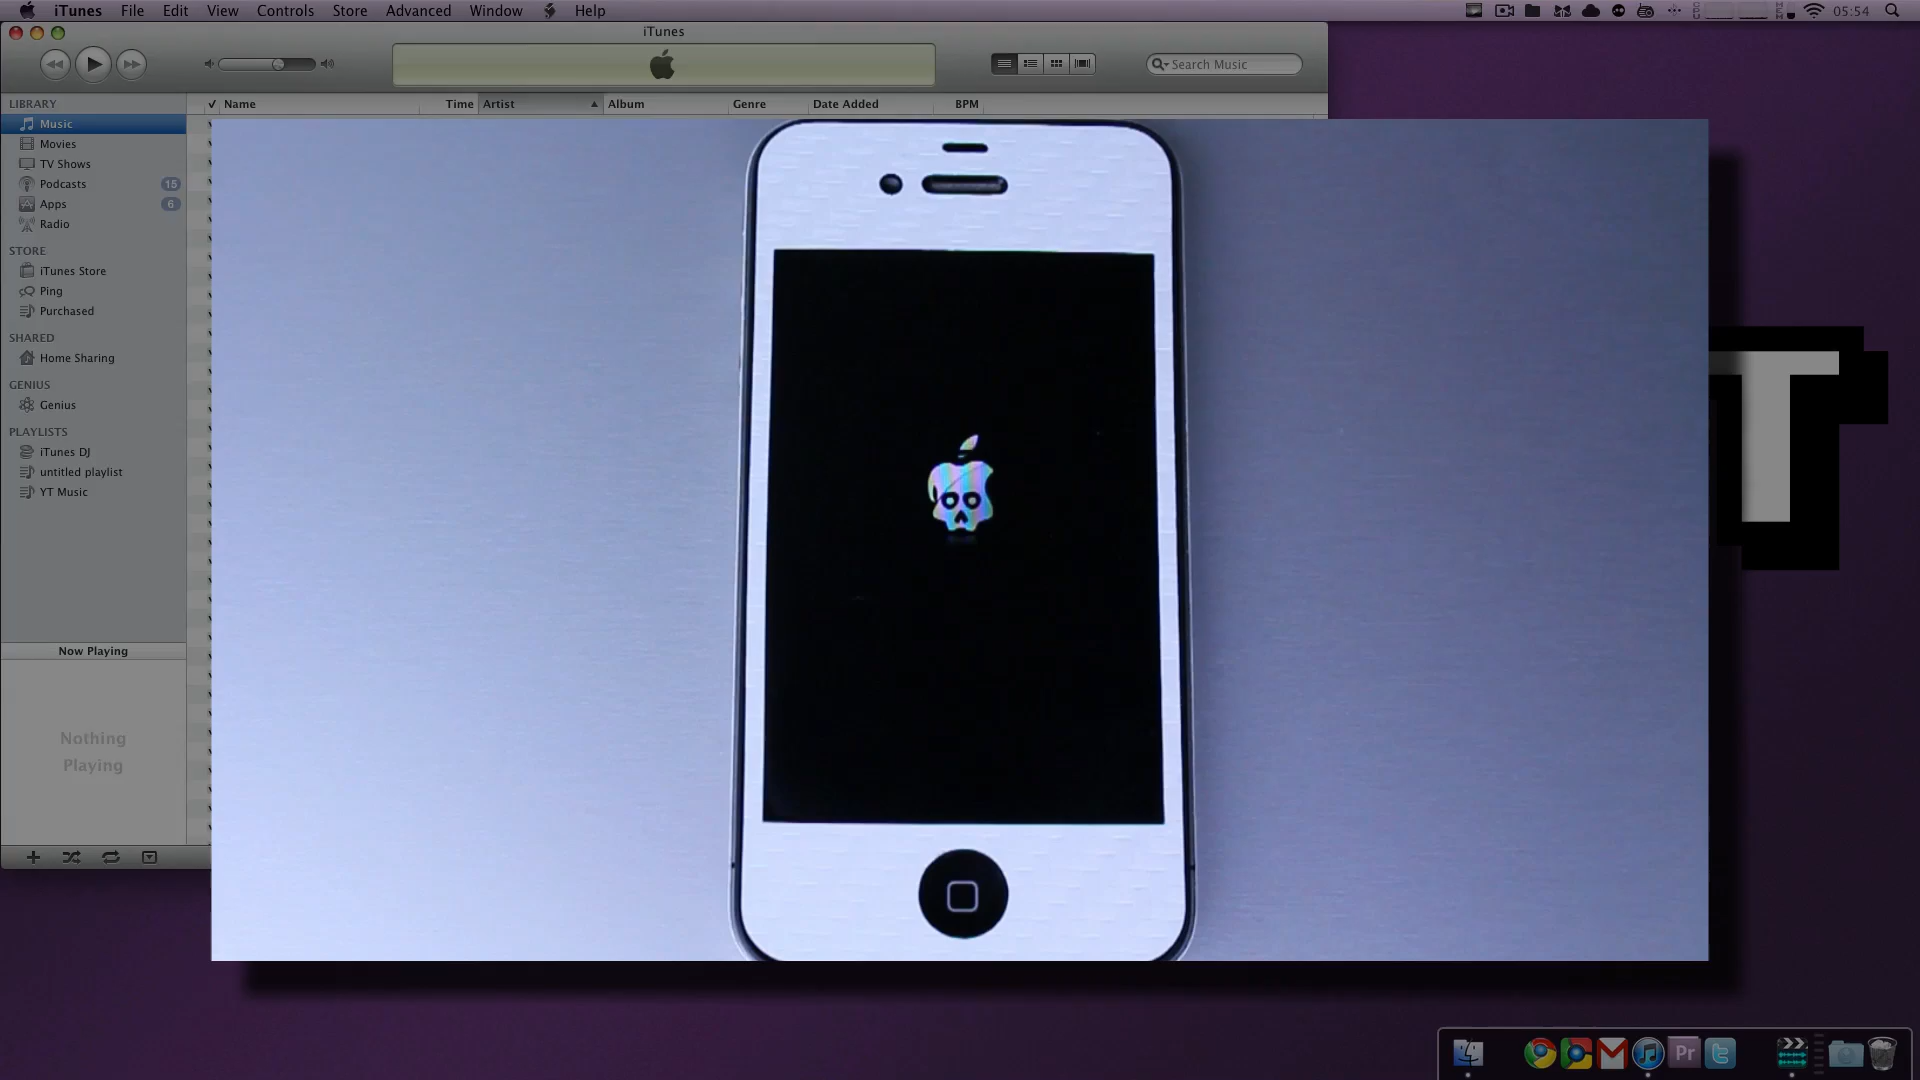 iTunes File Edit View Controls Store Advanced Window Help 05:54
iTunes
Search Music
LIBRARY
✓ Name Time Artist Album Genre Date Added BPM
Music
Movies
TV Shows
Podcasts 15
Apps 6
Radio
STORE
iTunes Store
Ping
Purchased
SHARED
Home Sharing
GENIUS
Genius
PLAYLISTS
iTunes DJ
untitled playlist
YT Music
Now Playing
Nothing
Playing
T
Pr